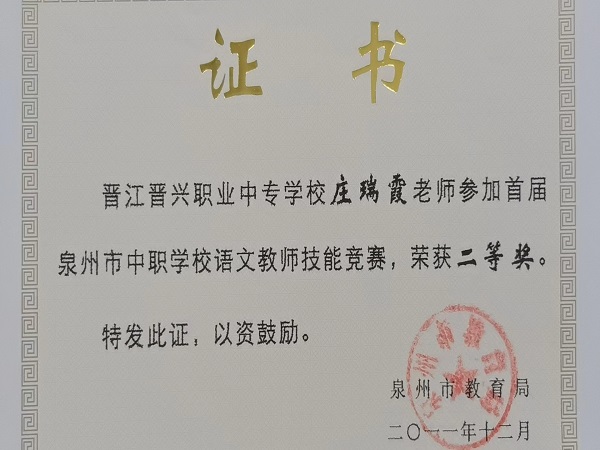 证书
晋江晋兴职业中专学校庄瑞霞老师参加首届
泉州市中职学校语文教师技能竞赛，荣获二等奖。
特发此证，以资鼓励。
泉州市教育局
二〇一一年十二月